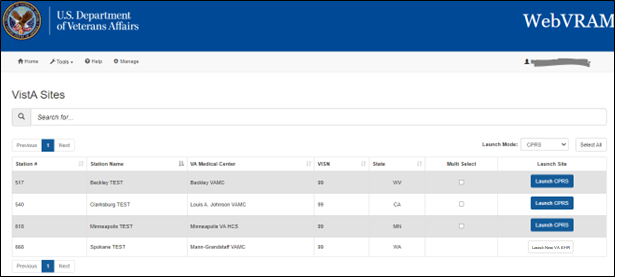 U.S. Department
of Veterans Affairs
WebVRAM
Home Tools Help Manage
VistA Sites
Search for...
Previous 1 Next Launch Mode: CPRS Select All
Station # Station Name VA Medical Center VISN State Multi Select Launch Site
517 Beckley TEST Beckley VAMC 99 WV Launch CPRS
540 Clarksburg TEST Louis A. Johnson VAMC 99 CA Launch CPRS
618 Minneapolis TEST Minneapolis VA HCS 99 MN Launch CPRS
668 Spokane TEST Mann-Grandstaff VAMC 99 WA Launch New VA EHR
Previous 1 Next